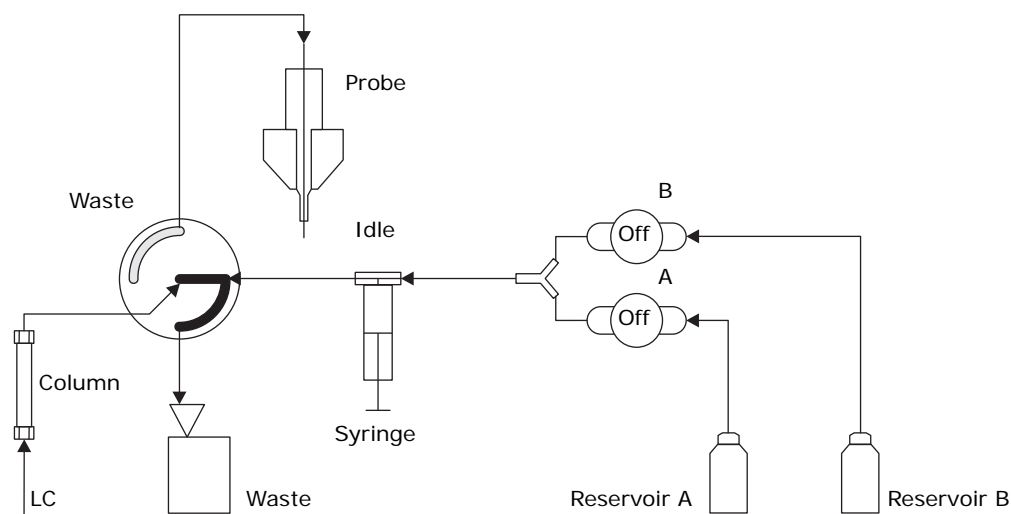 Probe
Waste
Idle
B
Off
A
Off
Column
Syringe
LC
Waste
Reservoir A
Reservoir B